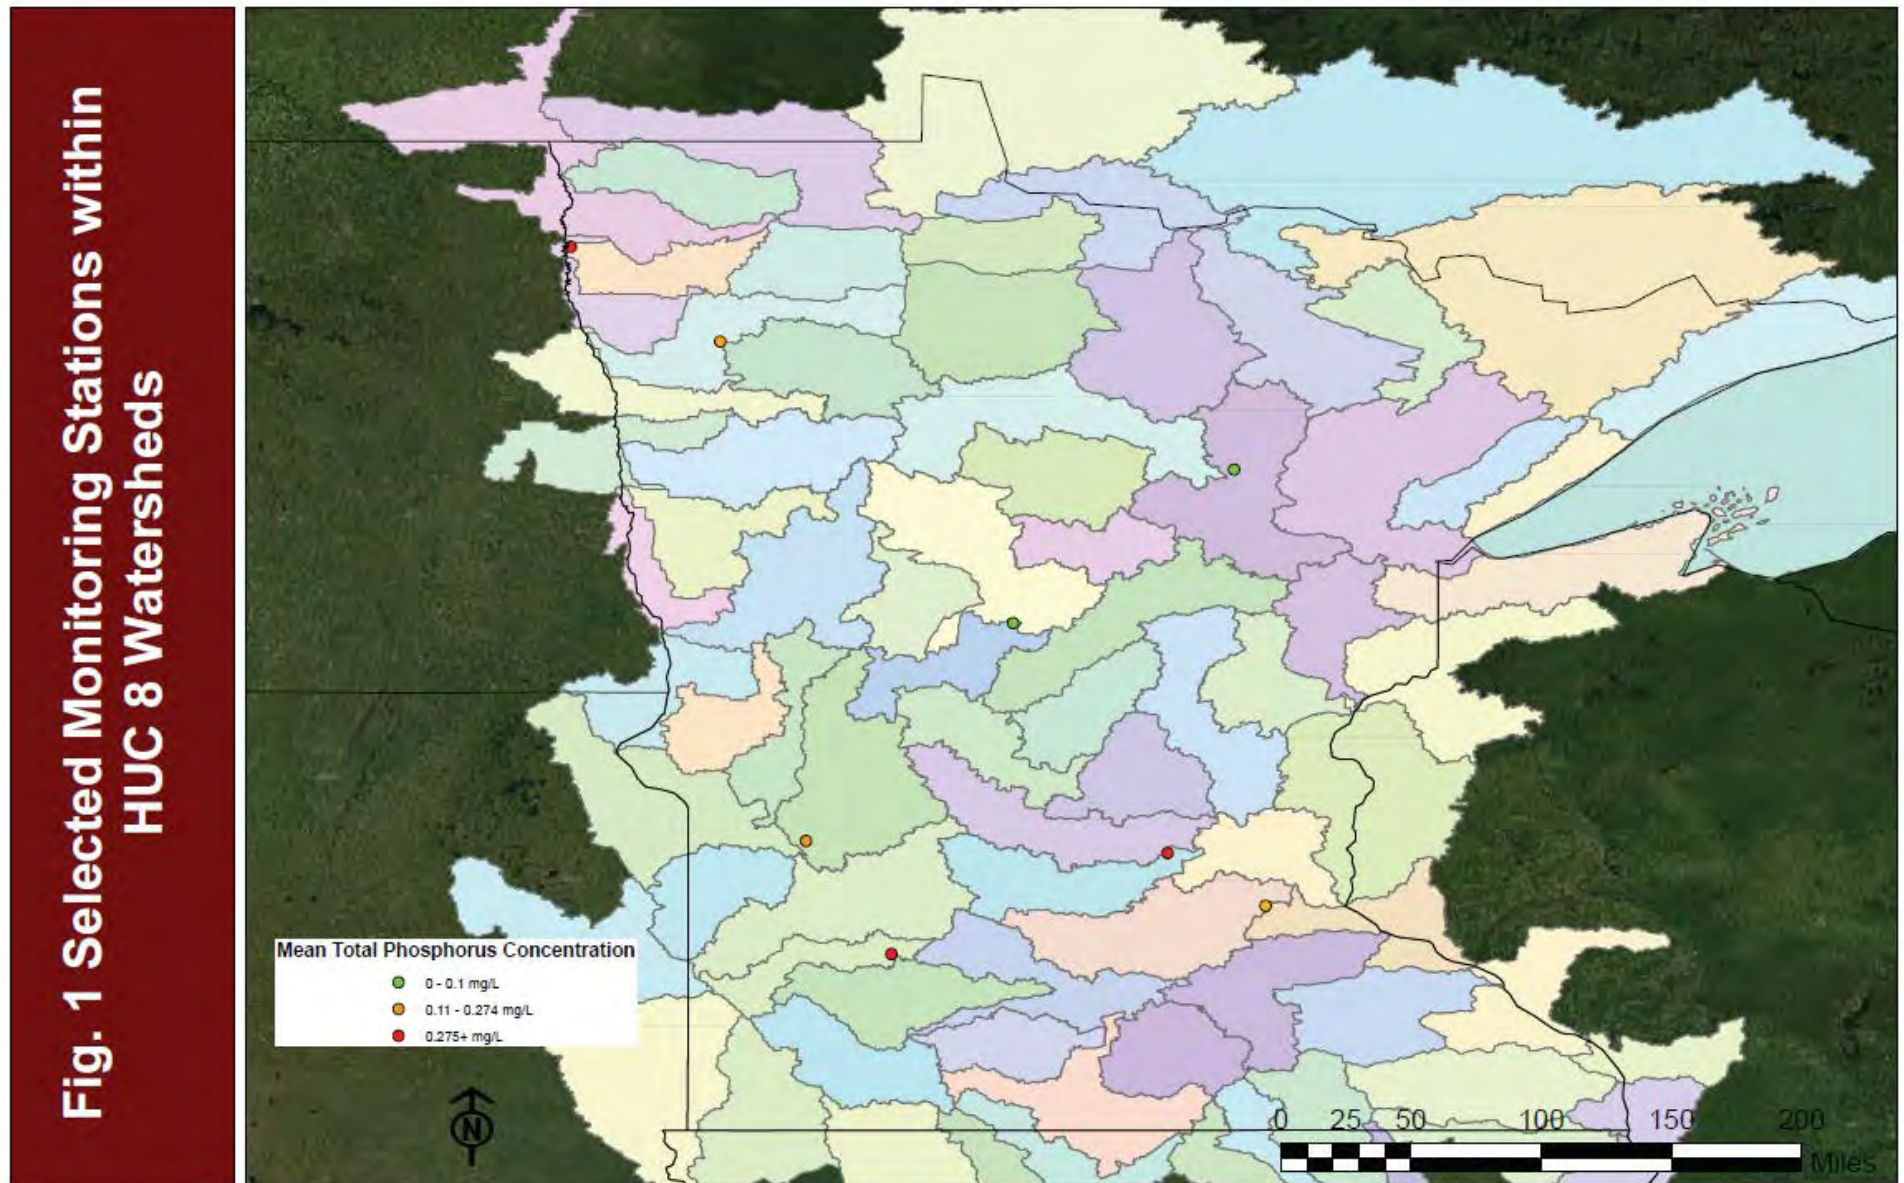 Fig. 1 Selected Monitoring Stations within
HUC 8 Watersheds
Mean Total Phosphorus Concentration
0 - 0.1 mg/L
0.11 - 0.274 mg/L
0.275+ mg/L
N
0 25 50 100 150 200
Miles